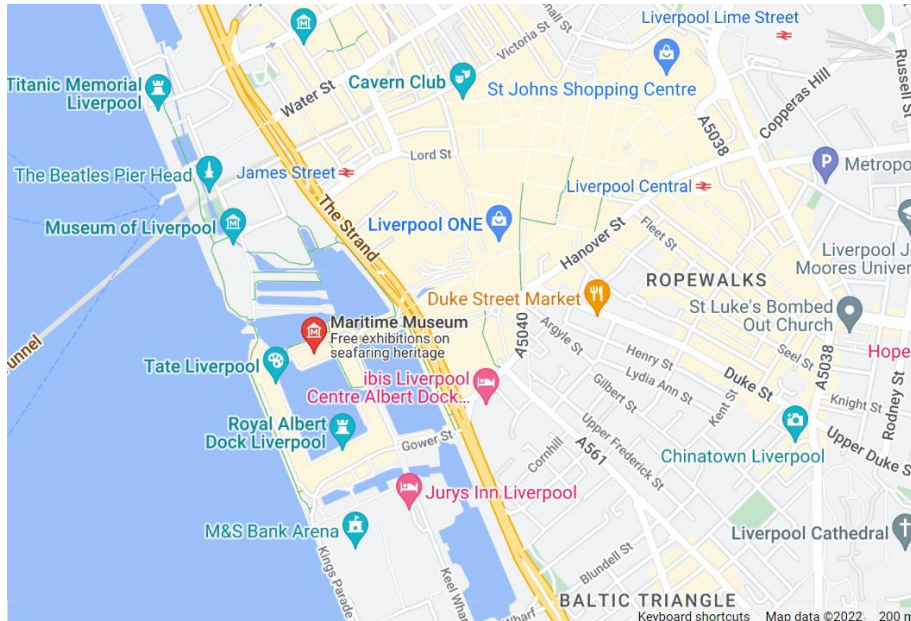 Liverpool Lime Street
Victoria St
Titanic Memorial
Liverpool
Water St
Cavern Club
St Johns Shopping Centre
Copperas Hill
Russell St
A5038
Lord St
The Beatles Pier Head
James Street
Liverpool Central
Metropo
Museum of Liverpool
The Strand
Liverpool ONE
Hanover St
Fleet St
Liverpool J
Moores Univer
ROPEWALKS
Duke Street Market
St Luke's Bombed
Out Church
Maritime Museum
Free exhibitions on
seafaring heritage
unnel
A5040
Argyle St
Henry St
Seel St
A5038
Hope
Tate Liverpool
ibis Liverpool
Centre Albert Dock...
Lydia Ann St
Duke St
Gilbert St
Kent St
Knight St
Rodney St
Royal Albert
Dock Liverpool
Gower St
Cornhill
A561
Upper Frederick St
Chinatown Liverpool
Upper Duke S
Jurys Inn Liverpool
M&S Bank Arena
Liverpool Cathedral
Kings Parade
Keel Wha
Wharf
Blundell St
BALTIC TRIANGLE
Keyboard shortcuts
Map data ©2022
200 m